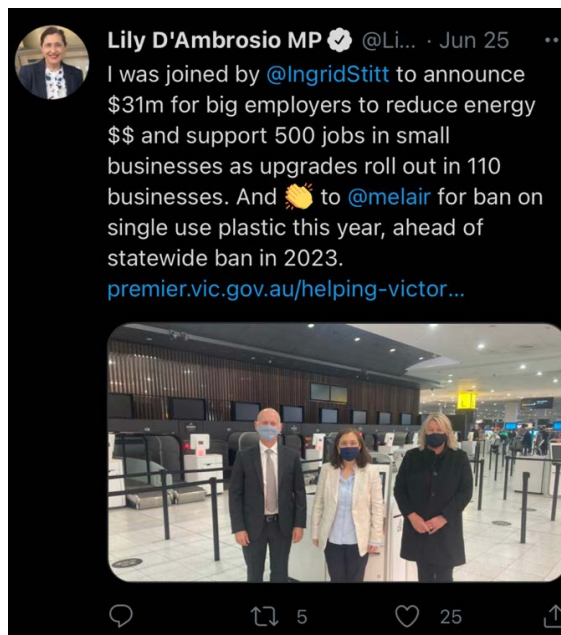 Lily D'Ambrosio MP @Li... · Jun 25
I was joined by @IngridStitt to announce
$31m for big employers to reduce energy
$$ and support 500 jobs in small
businesses as upgrades roll out in 110
businesses. And 👏 to @melair for ban on
single use plastic this year, ahead of
statewide ban in 2023.
premier.vic.gov.au/helping-victor...
L
5
25